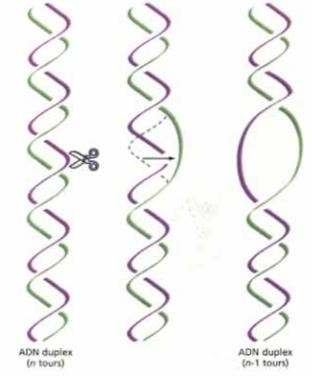 ADN duplex
(n tours)
ADN duplex
(n-1 tours)